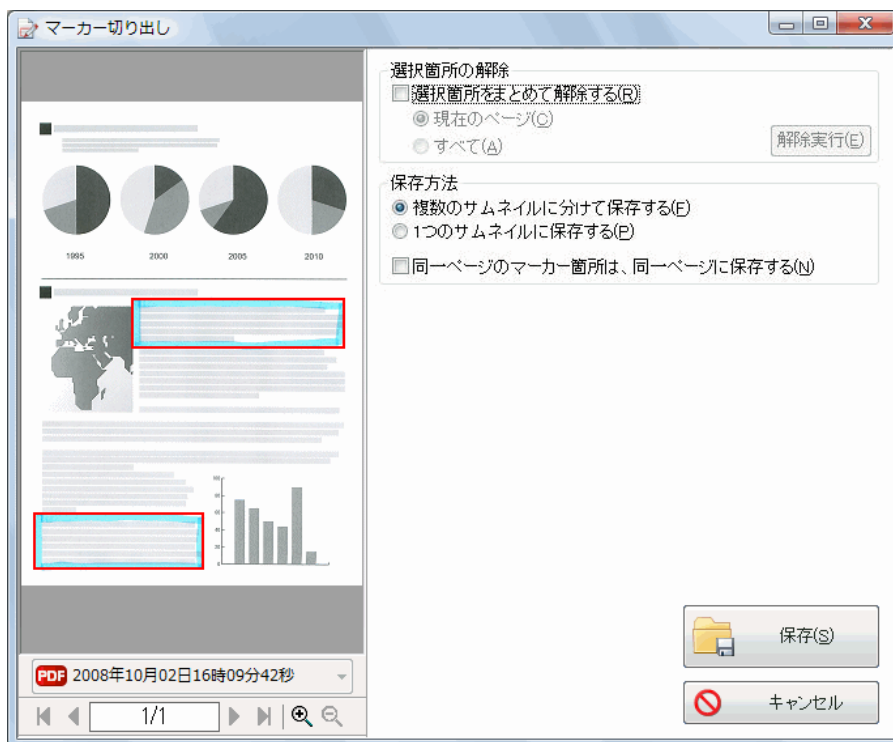 マーカー切り出し
1995 2000 2005 2010
PDF 2008年10月02日16時09分42秒
1/1
選択箇所の解除
選択箇所をまとめて解除する(R)
現在のページ(C)
すべて(A)
解除実行(E)
保存方法
複数のサムネイルに分けて保存する(F)
1つのサムネイルに保存する(P)
同一ページのマーカー箇所は、同一ページに保存する(N)
保存(S)
キャンセル